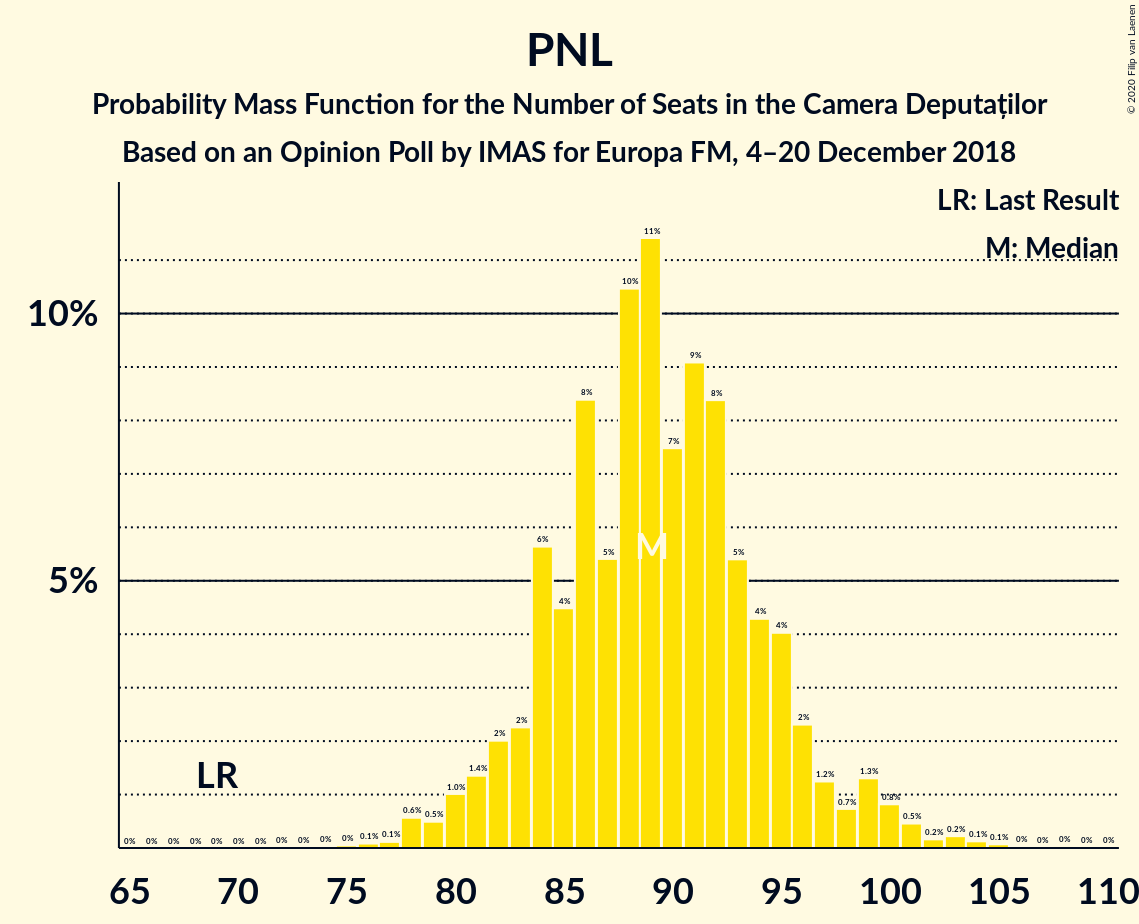 PNL
Probability Mass Function for the Number of Seats in the Camera Deputaților
Based on an Opinion Poll by IMAS for Europa FM, 4–20 December 2018
© 2020 Filip van Laenen
LR: Last Result
M: Median
10%
5%
LR
M
0% 0% 0% 0% 0% 0% 0% 0% 0% 0% 0% 0.1% 0.1% 0.6% 0.5% 1.0% 1.4% 2% 2% 6% 4% 8% 5% 10% 11% 7% 9% 8% 5% 4% 4% 2% 1.2% 0.7% 1.3% 0.8% 0.5% 0.2% 0.2% 0.1% 0.1% 0% 0% 0% 0% 0%
65 70 75 80 85 90 95 100 105 110